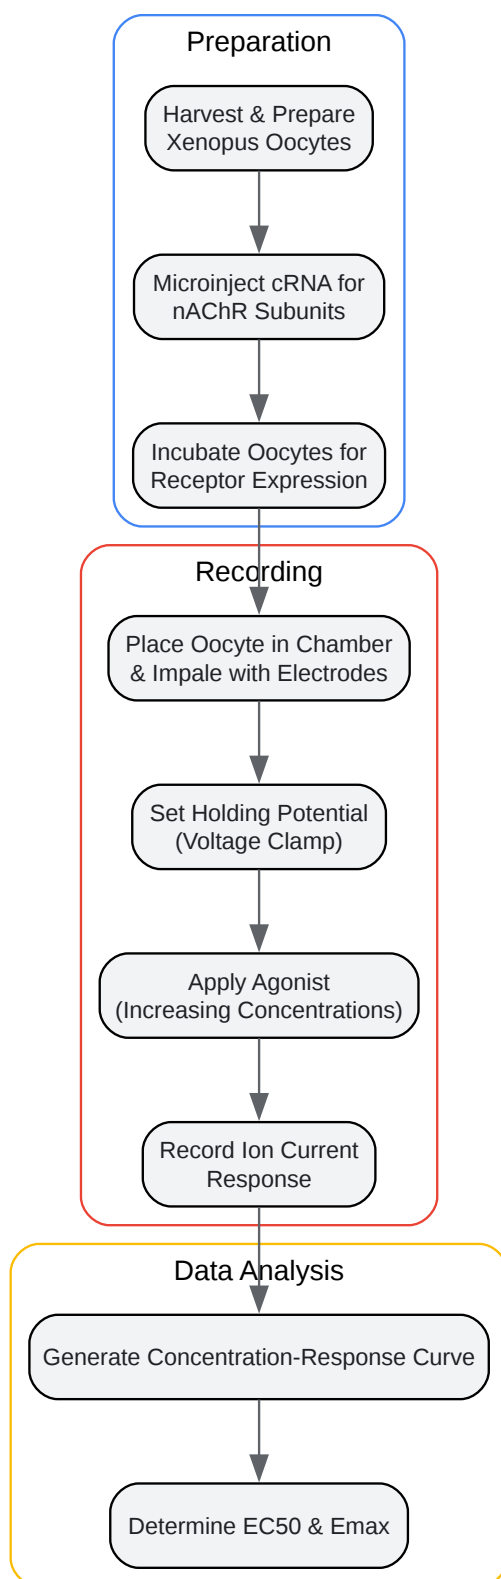 Preparation
Harvest & Prepare
Xenopus Oocytes
Microinject cRNA for
nAChR Subunits
Incubate Oocytes for
Receptor Expression
Recording
Place Oocyte in Chamber
& Impale with Electrodes
Set Holding Potential
(Voltage Clamp)
Apply Agonist
(Increasing Concentrations)
Record Ion Current
Response
Data Analysis
Generate Concentration-Response Curve
Determine EC50 & Emax